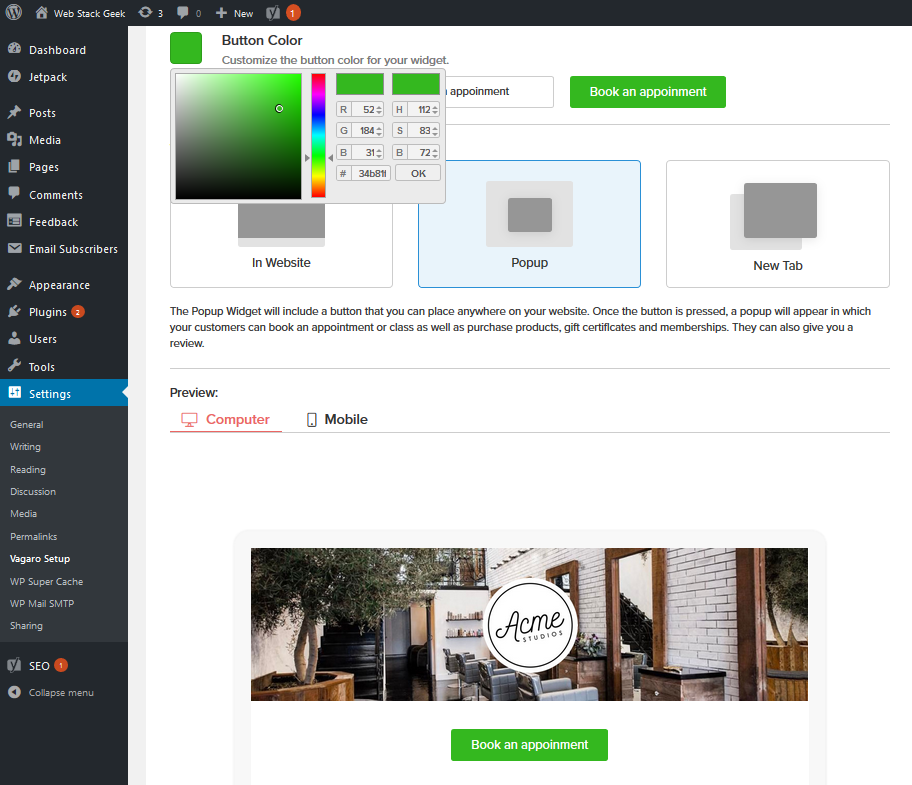 Web Stack Geek 3 0 New 1
Dashboard
Jetpack
Posts
Media
Pages
Comments
Feedback
Email Subscribers
Appearance
Plugins 2
Users
Tools
Settings
General
Writing
Reading
Discussion
Media
Permalinks
Vagaro Setup
WP Super Cache
WP Mail SMTP
Sharing
SEO 1
Collapse menu
Button Color
Customize the button color for your widget.
appoinment
Book an appoinment
R 52 H 112
G 184 S 83
B 31 B 72
# 34b81f OK
In Website
Popup
New Tab
The Popup Widget will include a button that you can place anywhere on your website. Once the button is pressed, a popup will appear in which
your customers can book an appointment or class as well as purchase products, gift certificates and memberships. They can also give you a
review.
Preview:
Computer Mobile
Acme
STUDIOS
Book an appoinment